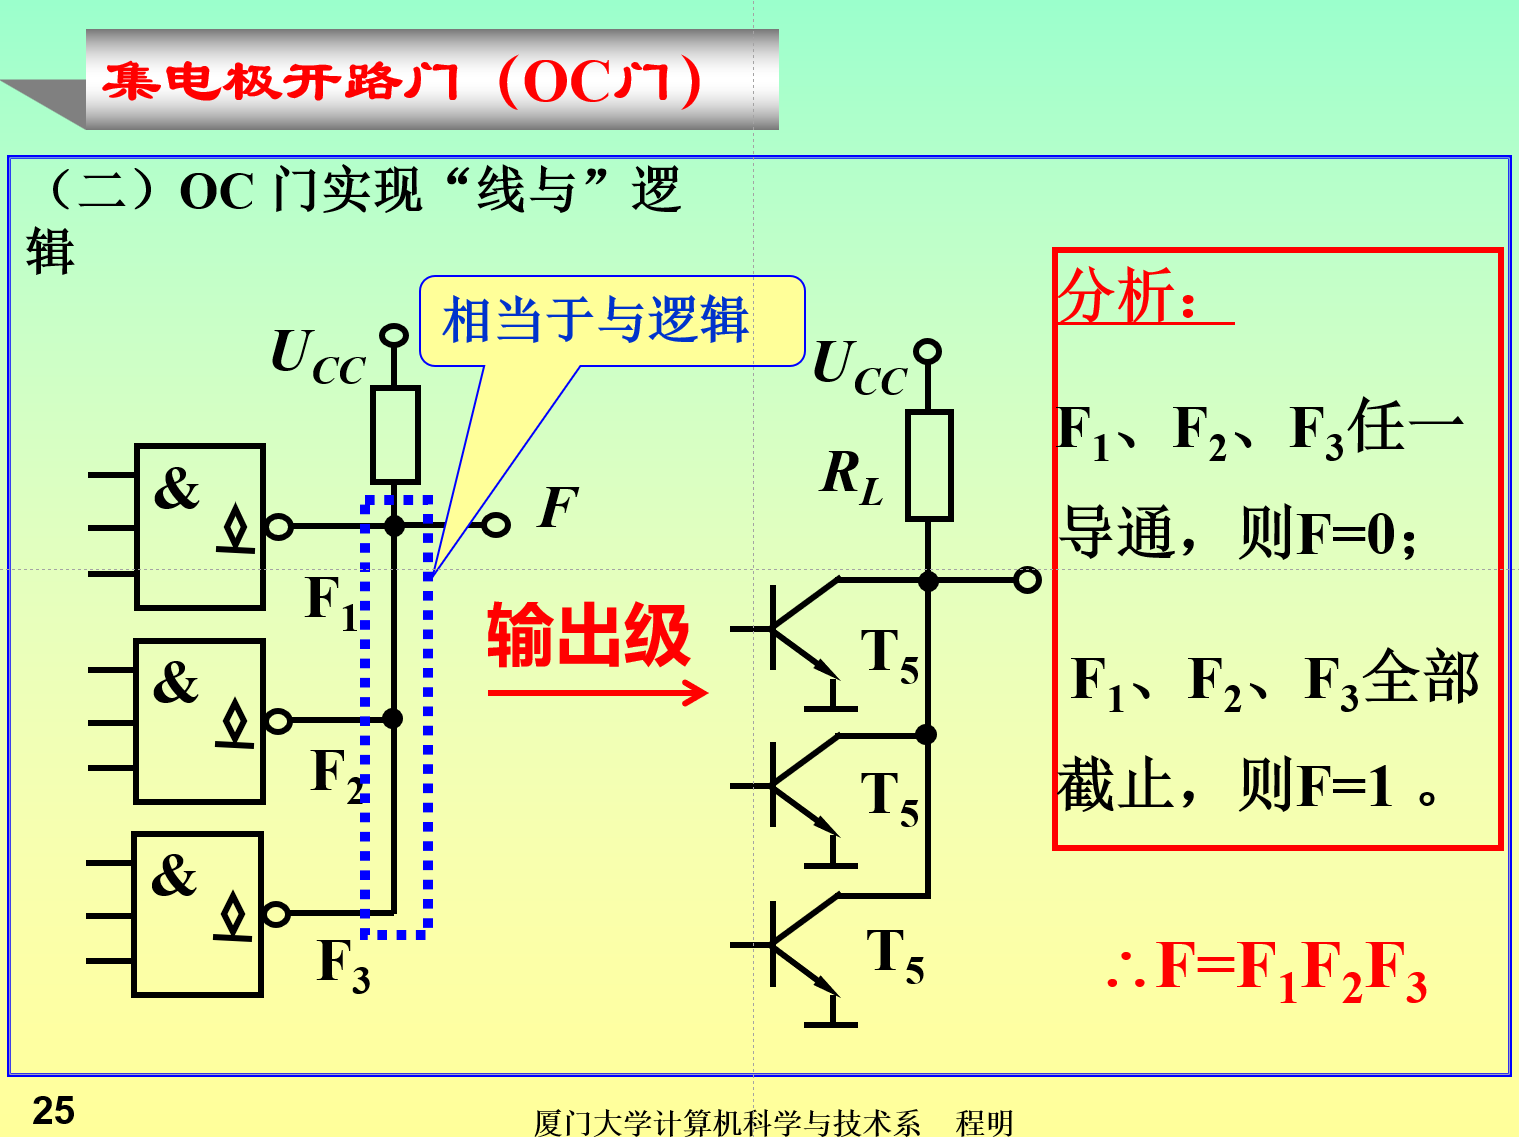 集电极开路门（OC门）
（二）OC 门实现“线与”逻
辑
相当于与逻辑
UCC
F
&
F1
&
F2
&
F3
输出级
UCC
RL
T5
T5
T5
分析：
F1、F2、F3任一
导通，则F=0；
F1、F2、F3全部
截止，则F=1 。
∴F=F1F2F3
25
厦门大学计算机科学与技术系 程明